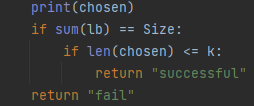 print(chosen)
if sum(lb) == Size:
if len(chosen) <= k:
return "successful"
return "fail"